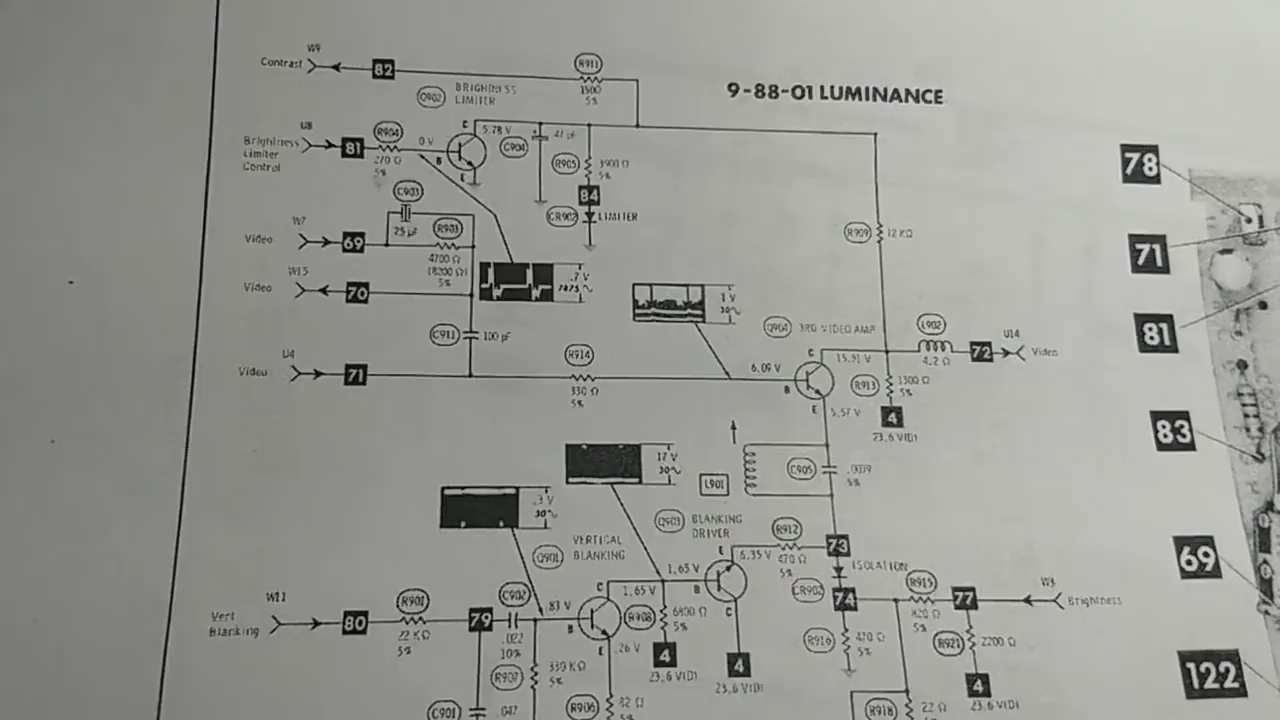 W9
Contrast
82
R911
1500
5%
9-88-01 LUMINANCE
Q902
BRIGHTNESS
LIMITER
U8
Brightness
Limiter
Control
81
R904
270 Ω
5%
0 V
B
C
E
5.78 V
C904
R905
3900 Ω
5%
84
LIMITER
C903
25 µF
W7
Video
69
R903
4700 Ω
(8200 Ω)
5%
W15
Video
70
.7 V
7875
1 V
30
C911
100 pF
R909
12 KΩ
Q904
3RD VIDEO AMP
L902
4.2 Ω
72
U14
Video
U4
Video
71
R914
330 Ω
5%
6.09 V
B
C
E
15.91 V
5.57 V
R913
1300 Ω
5%
4
23.6 V(D)
17 V
30
.3 V
30
L901
C905
.0039
5%
Q903
BLANKING
DRIVER
R912
470 Ω
5%
73
ISOLATION
CR902
74
R915
820 Ω
5%
77
W3
Brightness
Q901
VERTICAL
BLANKING
1.65 V
1.65 V
6.35 V
E
B
C
W11
Vert
Blanking
80
R901
22 KΩ
5%
79
C902
.022
10%
.83 V
B
C
E
.26 V
R908
6800 Ω
5%
4
23.6 V(D)
4
23.6 V(D)
R916
470 Ω
5%
R921
2200 Ω
4
23.6 V(D)
R907
330 KΩ
5%
C901
.047
R906
82 Ω
5%
R918
22 Ω
5%
78
71
81
83
69
122